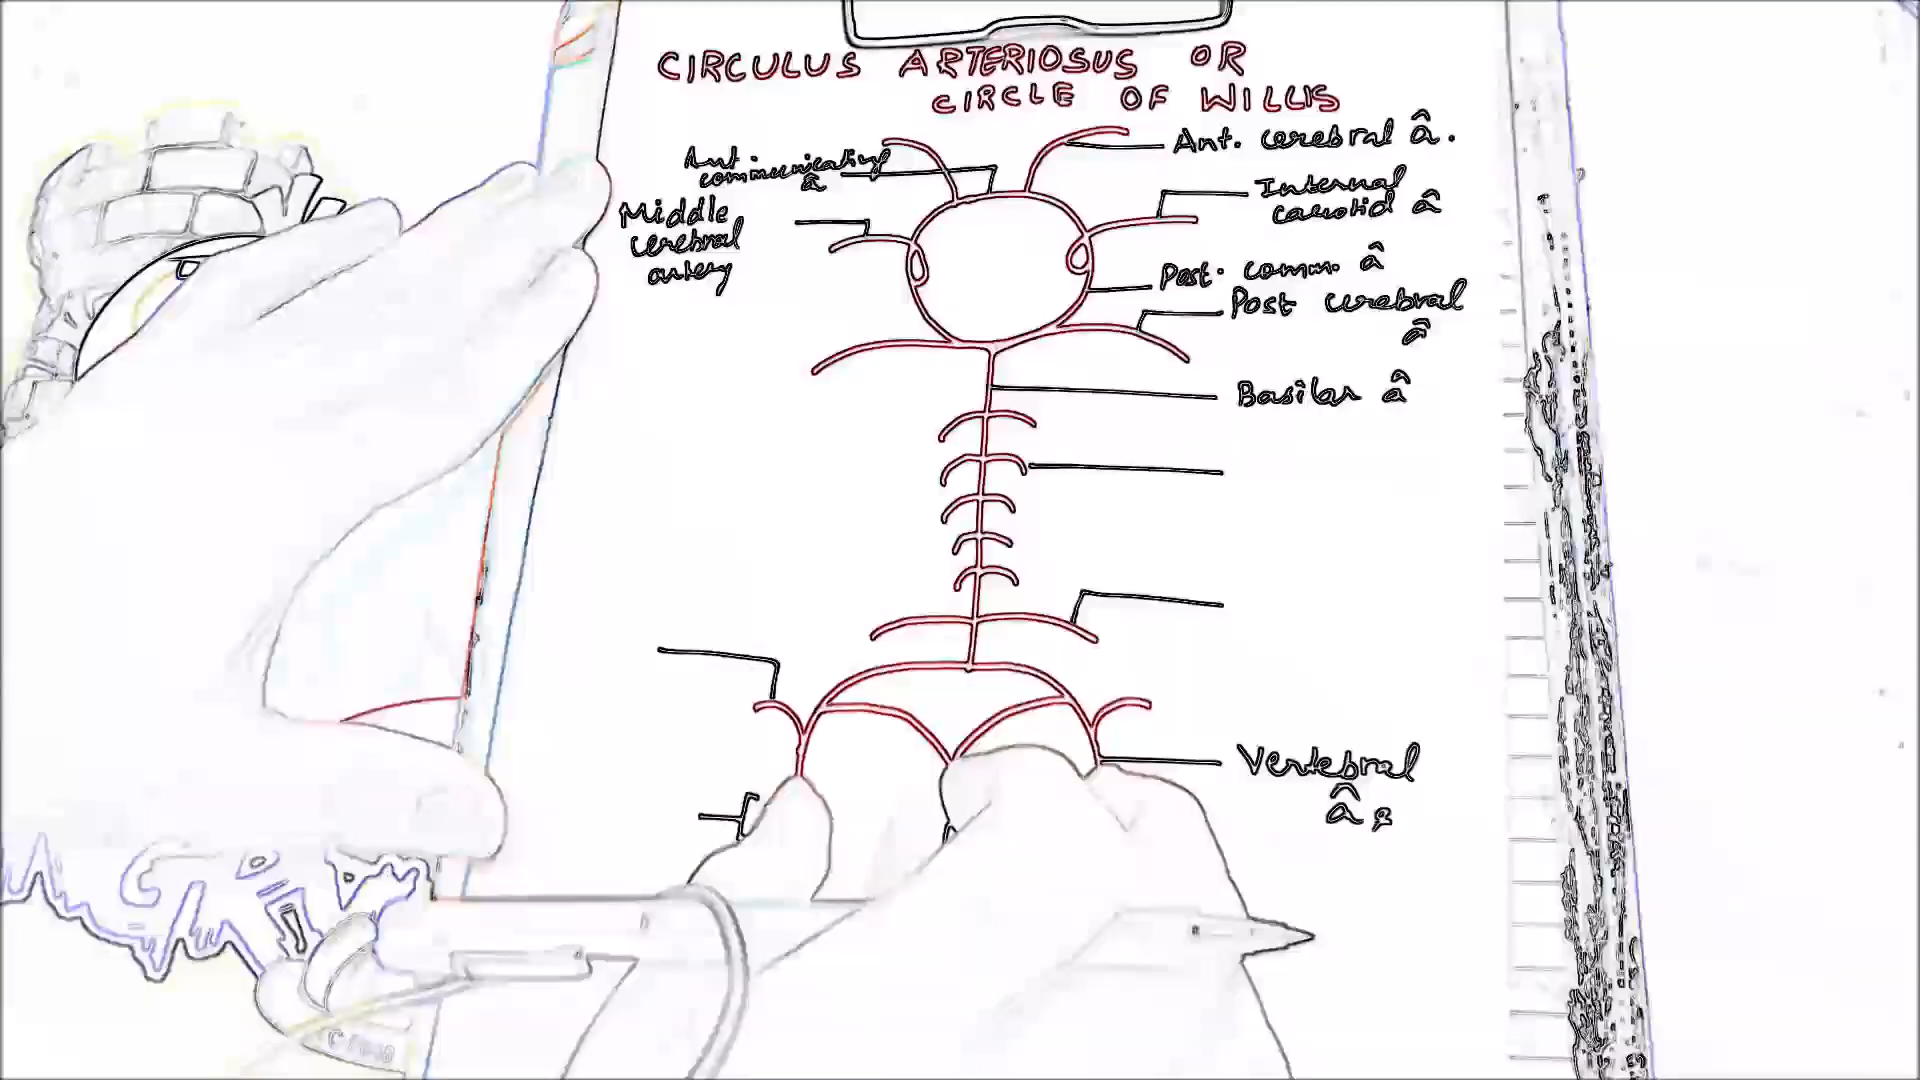 CIRCULUS ARTERIOSUS OR
CIRCLE OF WILLIS
Ant. cerebral â.
Ant.
communicating
â
Internal
carotid â
Middle
cerebral
artery
Post. comm. â
Post cerebral
â
Basilar â
Vertebral
â